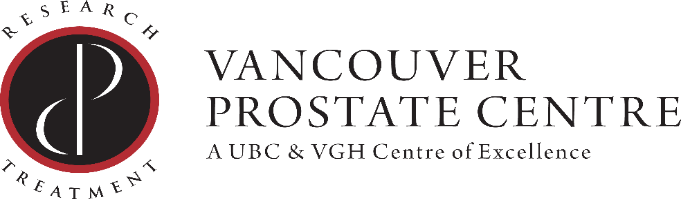 RESEARCH
VANCOUVER
PROSTATE CENTRE
A UBC & VGH Centre of Excellence
TREATMENT